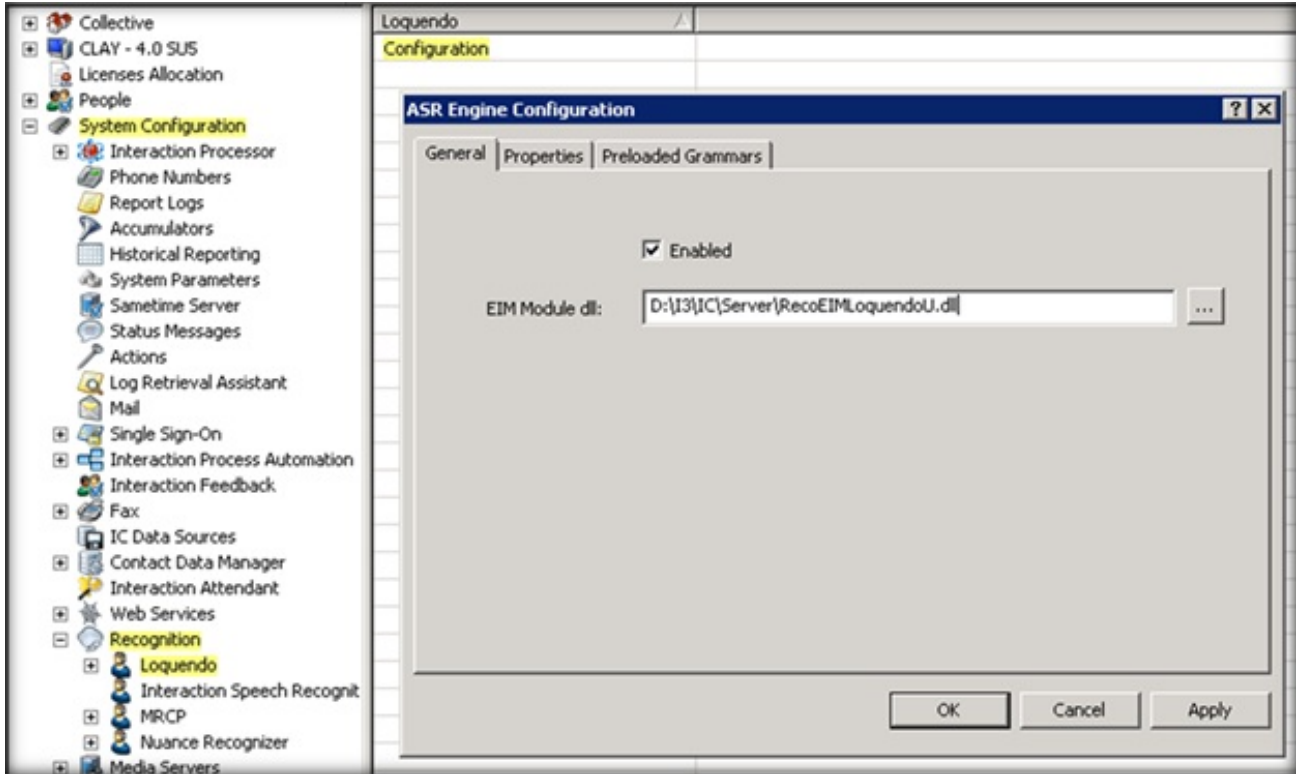 Collective
CLAY - 4.0 SU5
Licenses Allocation
People
System Configuration
Interaction Processor
Phone Numbers
Report Logs
Accumulators
Historical Reporting
System Parameters
Sametime Server
Status Messages
Actions
Log Retrieval Assistant
Mail
Single Sign-On
Interaction Process Automation
Interaction Feedback
Fax
IC Data Sources
Contact Data Manager
Interaction Attendant
Web Services
Recognition
Loquendo
Interaction Speech Recognit
MRCP
Nuance Recognizer
Media Servers
Loquendo
Configuration
ASR Engine Configuration
General Properties Preloaded Grammars
Enabled
EIM Module dll: D:\I3\IC\Server\RecoEIMLoquendoU.dll ...
OK Cancel Apply